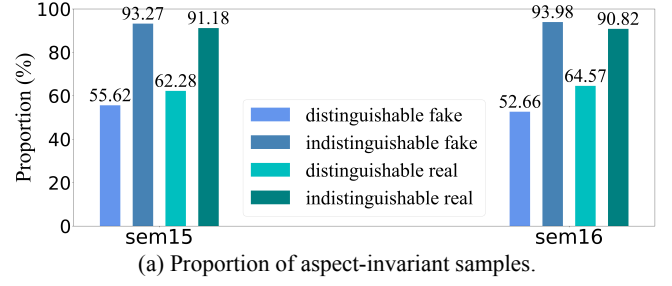 100
93.27
91.18
93.98
90.82
80
62.28
64.57
60
55.62
52.66
40
20
0
Proportion (%)
distinguishable fake
indistinguishable fake
distinguishable real
indistinguishable real
sem15
sem16
(a) Proportion of aspect-invariant samples.